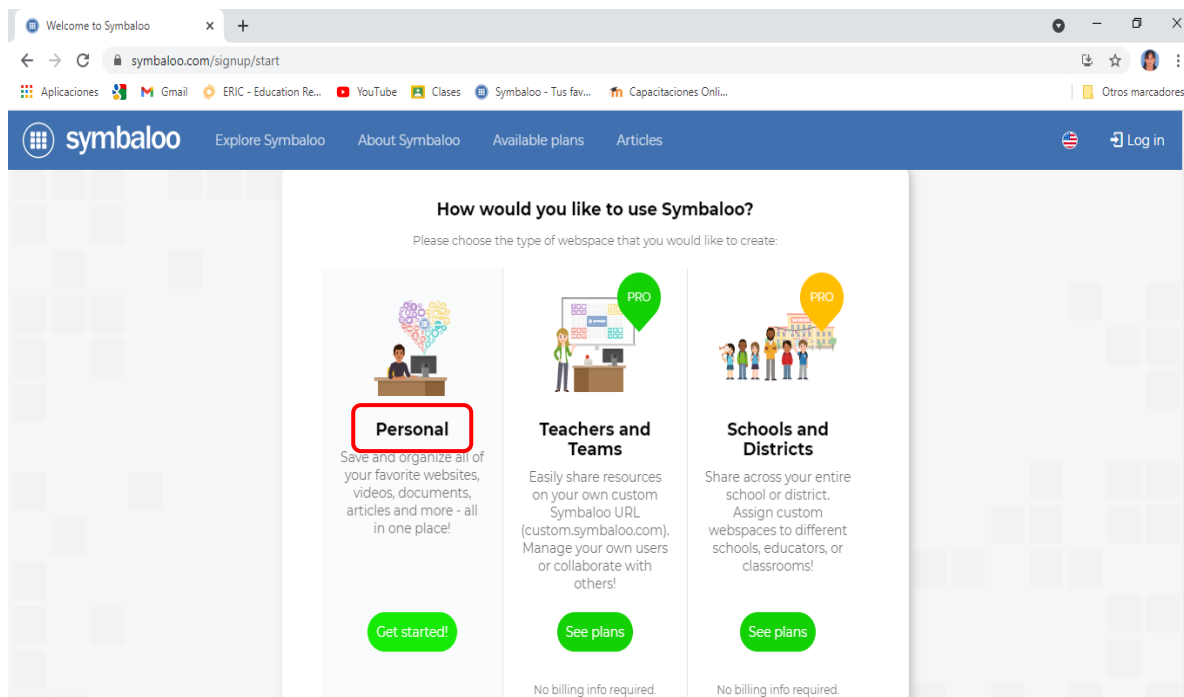 Welcome to Symbaloo
symbaloo.com/signup/start
Aplicaciones Gmail ERIC - Education Re... YouTube Clases Symbaloo - Tus fav... Capacitaciones Onli... Otros marcadores
symbaloo Explore Symbaloo About Symbaloo Available plans Articles Log in
How would you like to use Symbaloo?
Please choose the type of webspace that you would like to create:
Personal
Save and organize all of
your favorite websites,
videos, documents,
articles and more - all
in one place!
Get started!
PRO
Teachers and
Teams
Easily share resources
on your own custom
Symbaloo URL
(custom.symbaloo.com).
Manage your own users
or collaborate with
others!
See plans
No billing info required.
PRO
Schools and
Districts
Share across your entire
school or district.
Assign custom
webspaces to different
schools, educators, or
classrooms!
See plans
No billing info required.